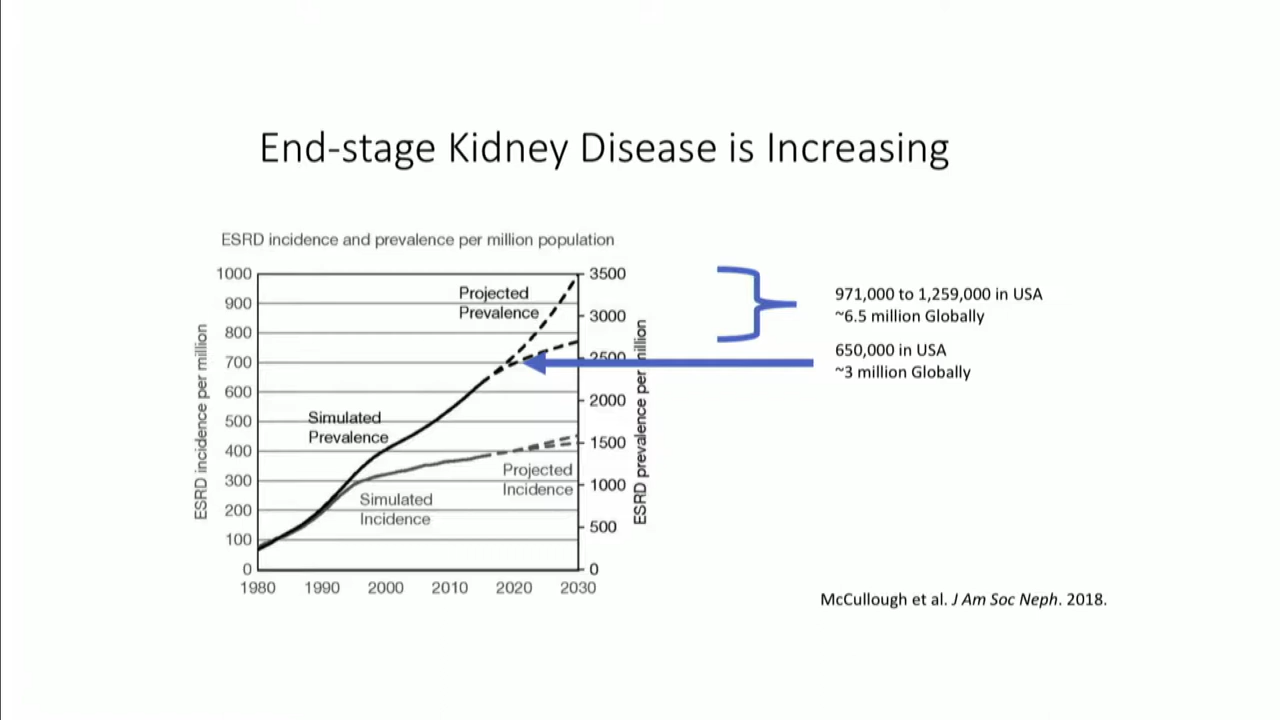 End-stage Kidney Disease is Increasing
ESRD incidence and prevalence per million population
1000
900
800
700
600
500
400
300
200
100
0
ESRD incidence per million
3500
3000
2500
2000
1500
1000
500
0
ESRD prevalence per million
1980
1990
2000
2010
2020
2030
Projected
Prevalence
Simulated
Prevalence
Projected
Incidence
Simulated
Incidence
971,000 to 1,259,000 in USA
~6.5 million Globally
650,000 in USA
~3 million Globally
McCullough et al. J Am Soc Neph. 2018.